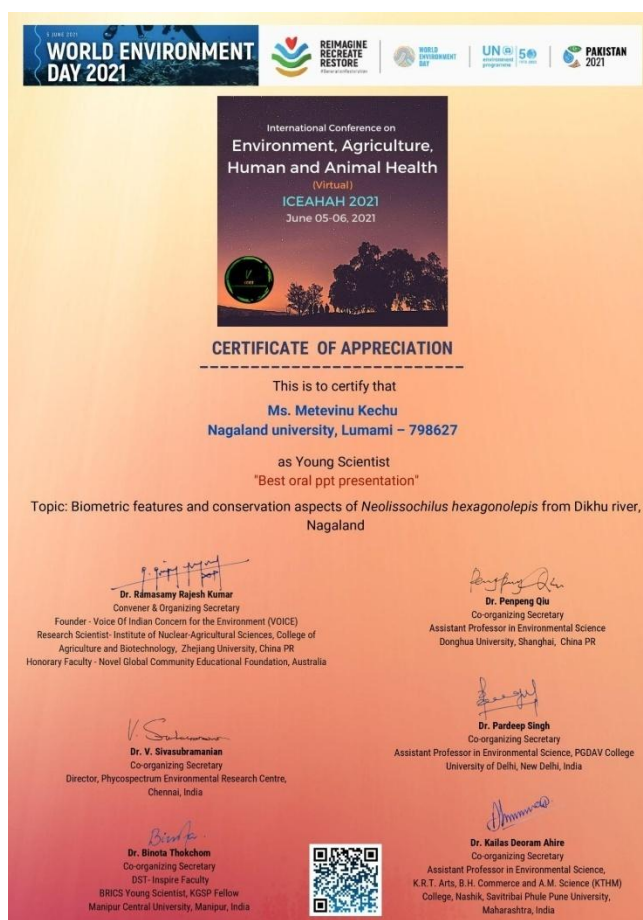 5 JUNE 2021
WORLD ENVIRONMENT
DAY 2021
REIMAGINE
RECREATE
RESTORE
#GenerationRestoration
WORLD
ENVIRONMENT
DAY
UN
environment
programme
50
1972-2022
PAKISTAN
2021
International Conference on
Environment, Agriculture,
Human and Animal Health
(Virtual)
ICEAHAH 2021
June 05-06, 2021
CERTIFICATE OF APPRECIATION
This is to certify that
Ms. Metevinu Kechu
Nagaland university, Lumami – 798627
as Young Scientist
"Best oral ppt presentation"
Topic: Biometric features and conservation aspects of Neolissochilus hexagonolepis from Dikhu river,
Nagaland
Dr. Ramasamy Rajesh Kumar
Convener & Organizing Secretary
Founder - Voice Of Indian Concern for the Environment (VOICE)
Research Scientist- Institute of Nuclear-Agricultural Sciences, College of
Agriculture and Biotechnology, Zhejiang University, China PR
Honorary Faculty - Novel Global Community Educational Foundation, Australia
Pengpeng Qiu
Dr. Penpeng Qiu
Co-organizing Secretary
Assistant Professor in Environmental Science
Donghua University, Shanghai, China PR
Dr. Pardeep Singh
Co-organizing Secretary
Assistant Professor in Environmental Science, PGDAV College
University of Delhi, New Delhi, India
Dr. V. Sivasubramanian
Co-organizing Secretary
Director, Phycospectrum Environmental Research Centre,
Chennai, India
Binota
Dr. Binota Thokchom
Co-organizing Secretary
DST- Inspire Faculty
BRICS Young Scientist, KGSP Fellow
Manipur Central University, Manipur, India
Dr. Kailas Deoram Ahire
Co-organizing Secretary
Assistant Professor in Environmental Science,
K.R.T. Arts, B.H. Commerce and A.M. Science (KTHM)
College, Nashik, Savitribai Phule Pune University,
Maharashtra, India